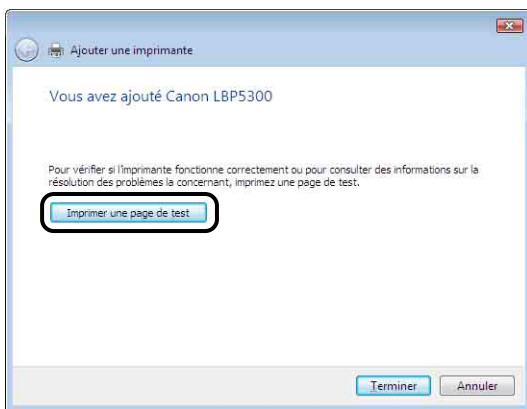 Ajouter une imprimante
Vous avez ajouté Canon LBP5300
Pour vérifier si l'imprimante fonctionne correctement ou pour consulter des informations sur la
résolution des problèmes la concernant, imprimez une page de test.
Imprimer une page de test
Terminer
Annuler